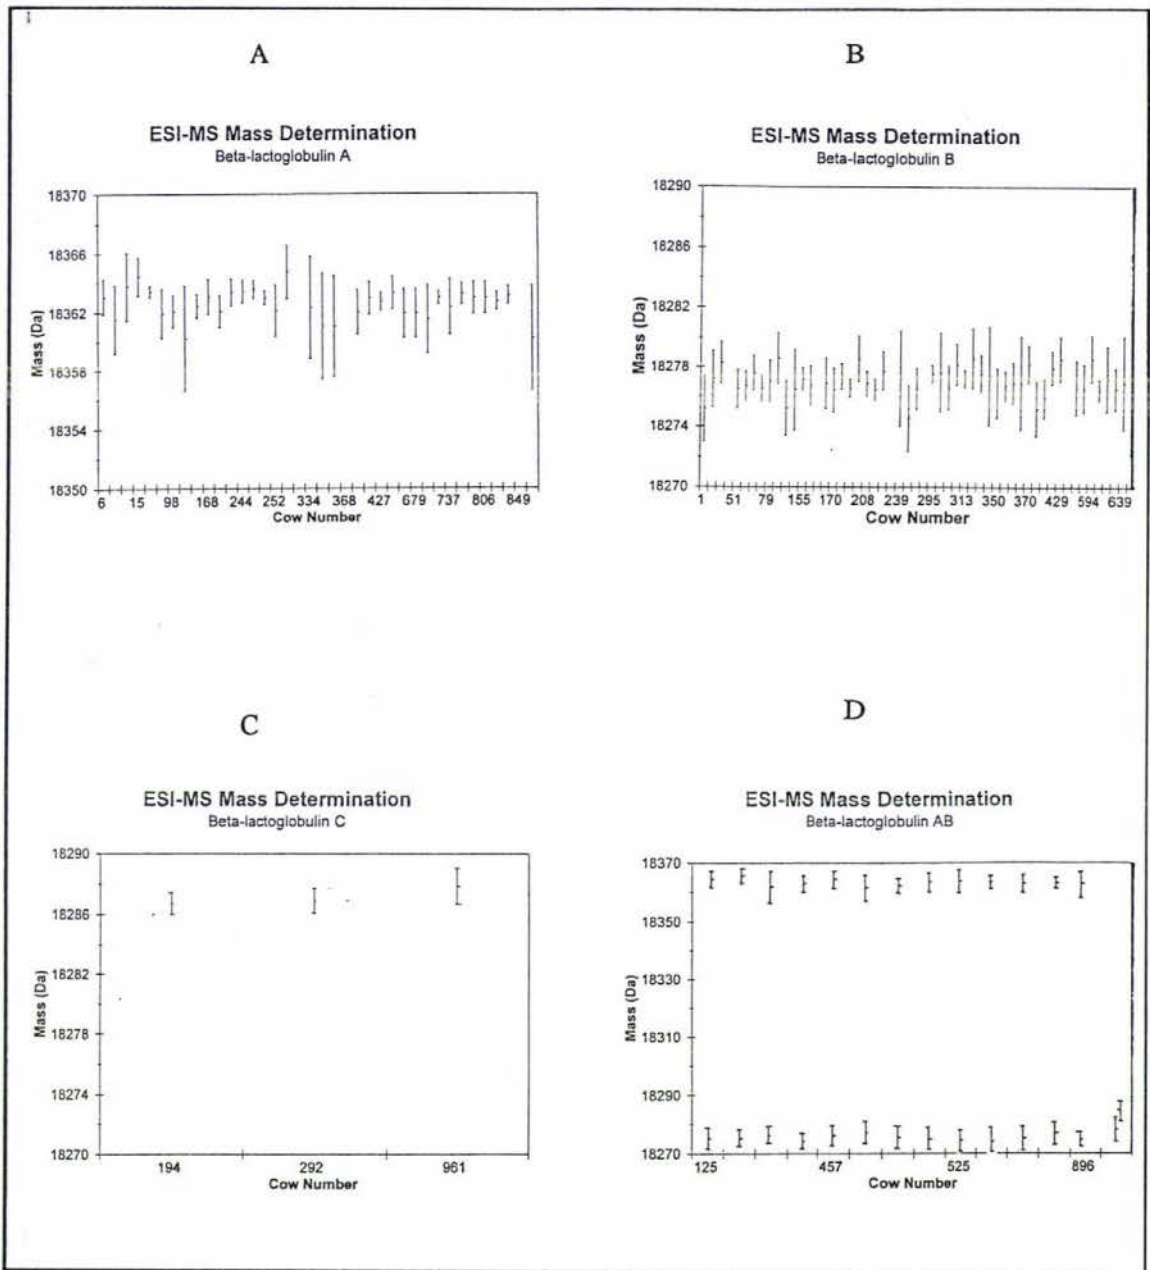 A
ESI-MS Mass Determination
Beta-lactoglobulin A
18370
18366
18362
18358
18354
18350
Mass (Da)
6 15 98 168 244 252 334 368 427 679 737 806 849
Cow Number
B
ESI-MS Mass Determination
Beta-lactoglobulin B
18290
18286
18282
18278
18274
18270
Mass (Da)
1 51 79 155 170 208 239 295 313 350 370 429 594 639
Cow Number
C
ESI-MS Mass Determination
Beta-lactoglobulin C
18290
18286
18282
18278
18274
18270
Mass (Da)
194 292 961
Cow Number
D
ESI-MS Mass Determination
Beta-lactoglobulin AB
18370
18350
18330
18310
18290
18270
Mass (Da)
125 457 525 896
Cow Number